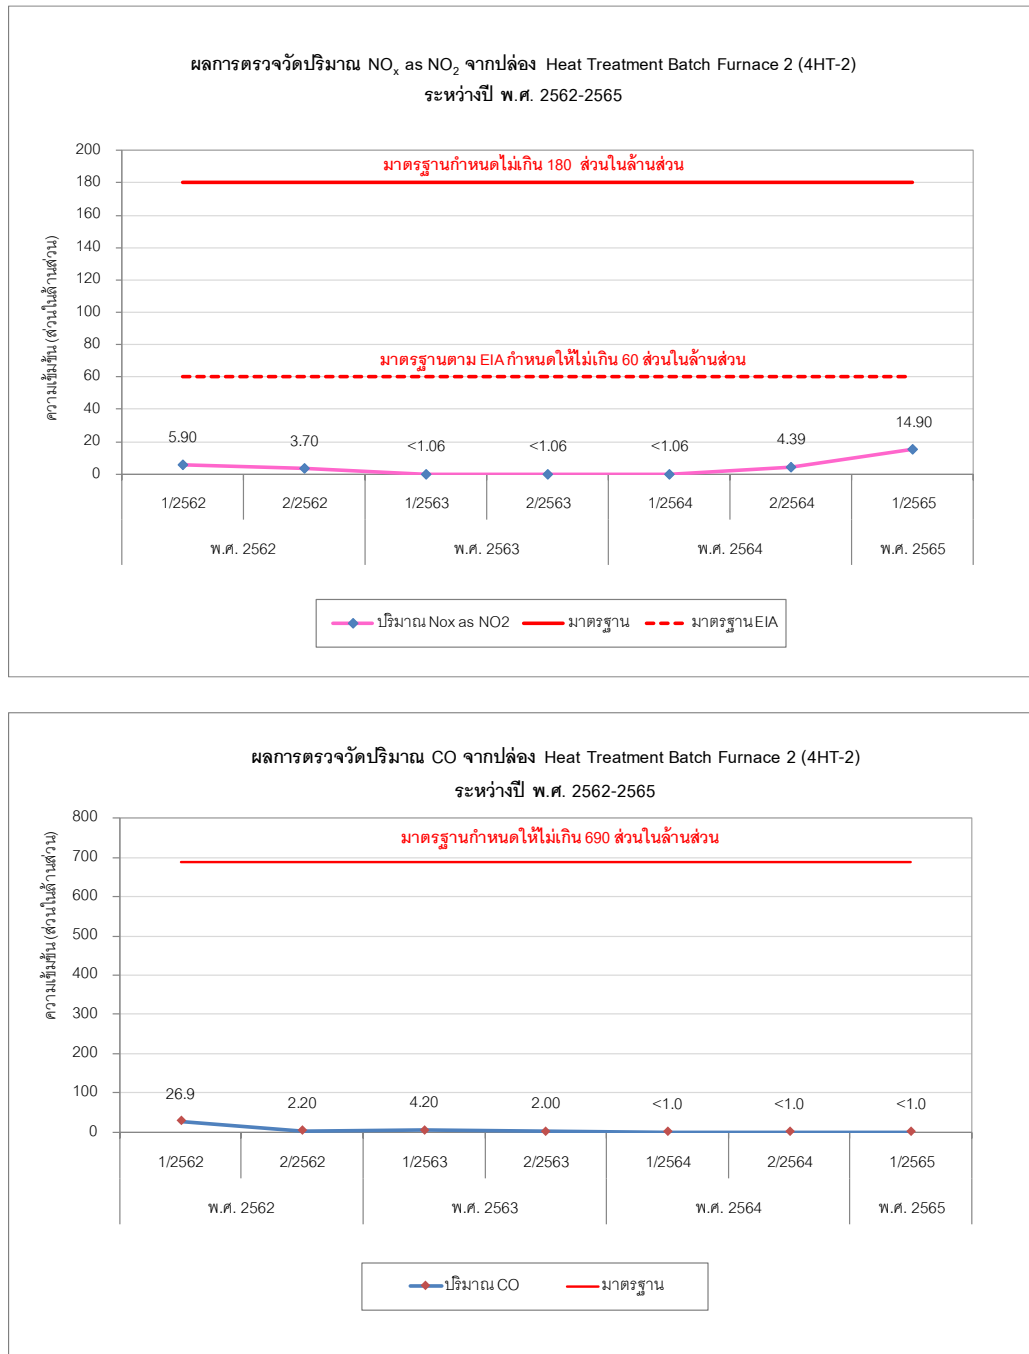 ผลการตรวจวัดปริมาณ NOx as NO2 จากปล่อง Heat Treatment Batch Furnace 2 (4HT-2)
ระหว่างปี พ.ศ. 2562-2565
ความเข้มข้น (ส่วนในล้านส่วน)
200
180
160
140
120
100
80
60
40
20
0
มาตรฐานกำหนดไม่เกิน 180 ส่วนในล้านส่วน
มาตรฐานตาม EIA กำหนดให้ไม่เกิน 60 ส่วนในล้านส่วน
5.90 3.70 <1.06 <1.06 <1.06 4.39 14.90
1/2562 2/2562 1/2563 2/2563 1/2564 2/2564 1/2565
พ.ศ. 2562 พ.ศ. 2563 พ.ศ. 2564 พ.ศ. 2565
ปริมาณ Nox as NO2 มาตรฐาน มาตรฐาน EIA
ผลการตรวจวัดปริมาณ CO จากปล่อง Heat Treatment Batch Furnace 2 (4HT-2)
ระหว่างปี พ.ศ. 2562-2565
ความเข้มข้น (ส่วนในล้านส่วน)
800
700
600
500
400
300
200
100
0
มาตรฐานกำหนดให้ไม่เกิน 690 ส่วนในล้านส่วน
26.9 2.20 4.20 2.00 <1.0 <1.0 <1.0
1/2562 2/2562 1/2563 2/2563 1/2564 2/2564 1/2565
พ.ศ. 2562 พ.ศ. 2563 พ.ศ. 2564 พ.ศ. 2565
ปริมาณ CO มาตรฐาน